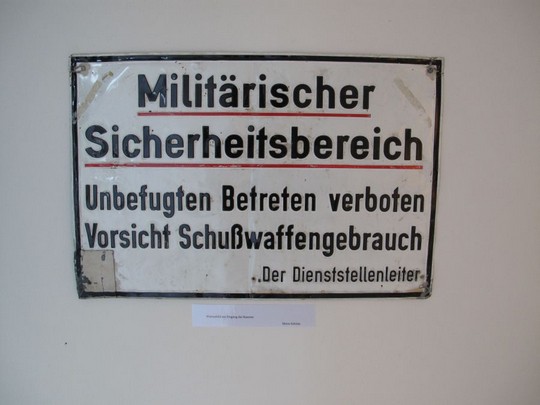 Militärischer
Sicherheitsbereich
Unbefugten Betreten verboten
Vorsicht Schußwaffengebrauch
Der Dienststellenleiter